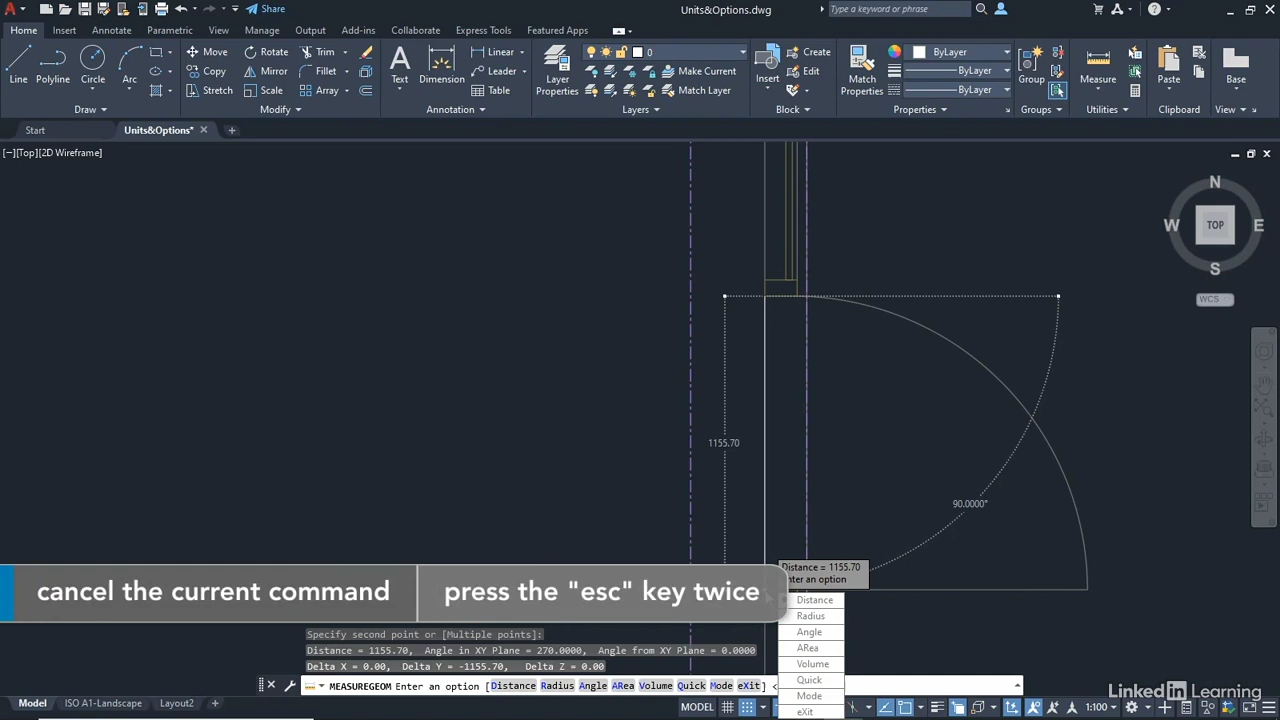 Share
Units&Options.dwg
Type a keyword or phrase
Home Insert Annotate Parametric View Manage Output Add-ins Collaborate Express Tools Featured Apps
Line
Polyline
Circle
Arc
Move
Rotate
Trim
Copy
Mirror
Fillet
Stretch
Scale
Array
Text
Dimension
Linear
Leader
Table
Layer
Properties
0
Make Current
Match Layer
Insert
Create
Edit
Match
Properties
ByLayer
ByLayer
ByLayer
Group
Measure
Paste
Base
Draw Modify Annotation Layers Block Properties Groups Utilities Clipboard View
Start Units&Options*
[−][Top][2D Wireframe]
N
W TOP E
S
WCS
1155.70
90.0000°
Distance = 1155.70
Enter an option
cancel the current command press the "esc" key twice
Distance
Radius
Angle
ARea
Volume
Quick
Mode
eXit
Specify second point or [Multiple points]:
Distance = 1155.70, Angle in XY Plane = 270.0000, Angle from XY Plane = 0.0000
Delta X = 0.00, Delta Y = -1155.70, Delta Z = 0.00
MEASUREGEOM Enter an option [Distance Radius Angle ARea Volume Quick Mode eXit] <
Linked in Learning
Model ISO A1 Landscape Layout2
MODEL
1:100